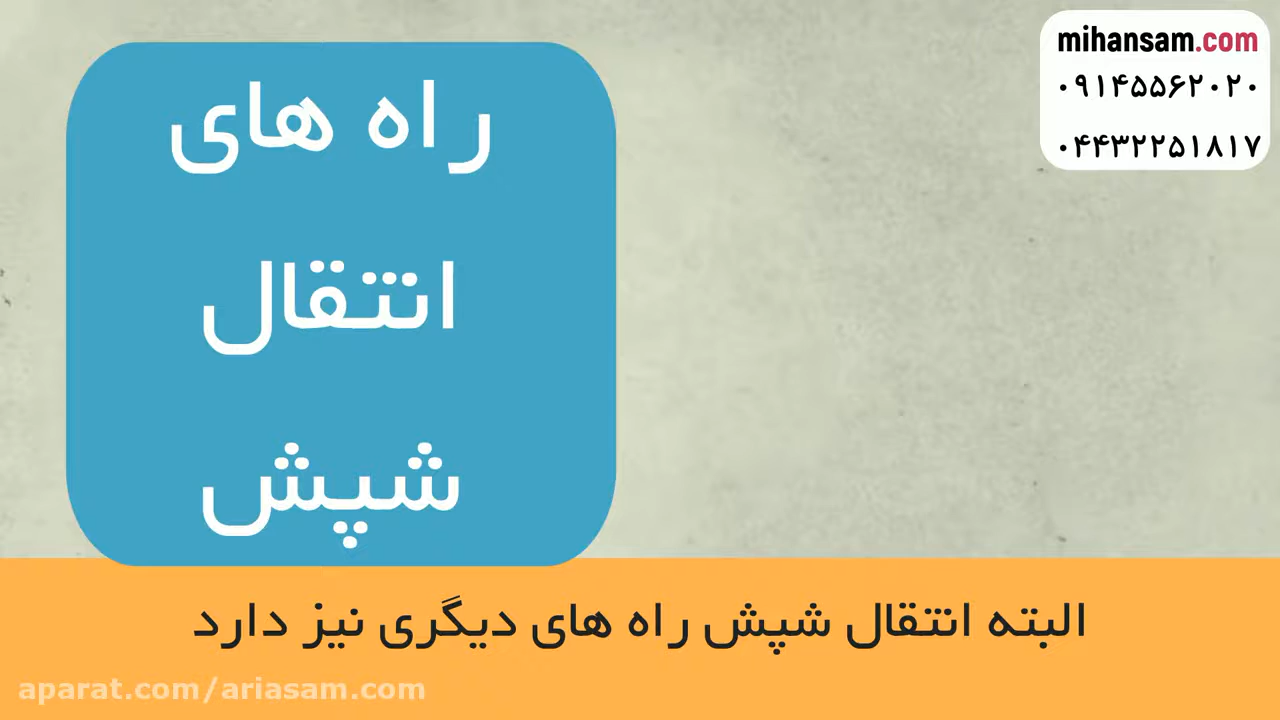 mihansam.com
۰۹۱۴۵۵۶۲۰۲۰
۰۴۴۳۲۲۵۱۸۱۷
راه های
انتقال
شپش
البته انتقال شپش راه های دیگری نیز دارد
aparat.com/ariasam.com